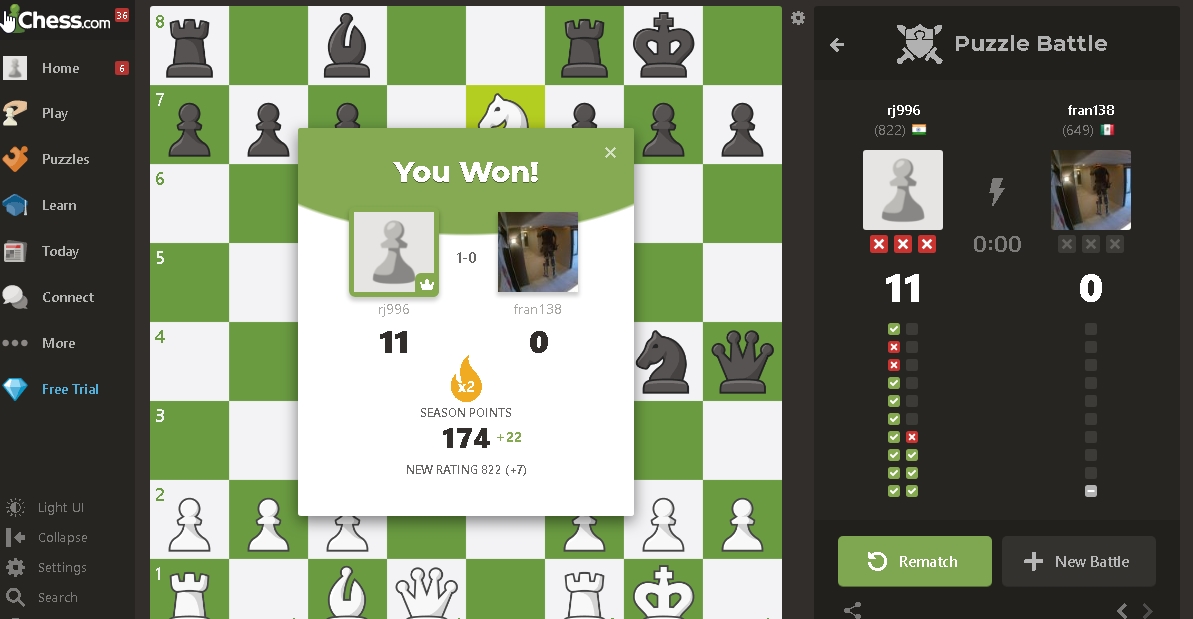 Chess.com 36
Home 6
Play
Puzzles
Learn
Today
Connect
More
Free Trial
Light UI
Collapse
Settings
Search
8
7
6
5
4
3
2
1
You Won!
1-0
rj996 fran138
11 0
x2
SEASON POINTS
174 +22
NEW RATING 822 (+7)
Puzzle Battle
rj996 fran138
(822) (649)
0:00
11 0
Rematch New Battle